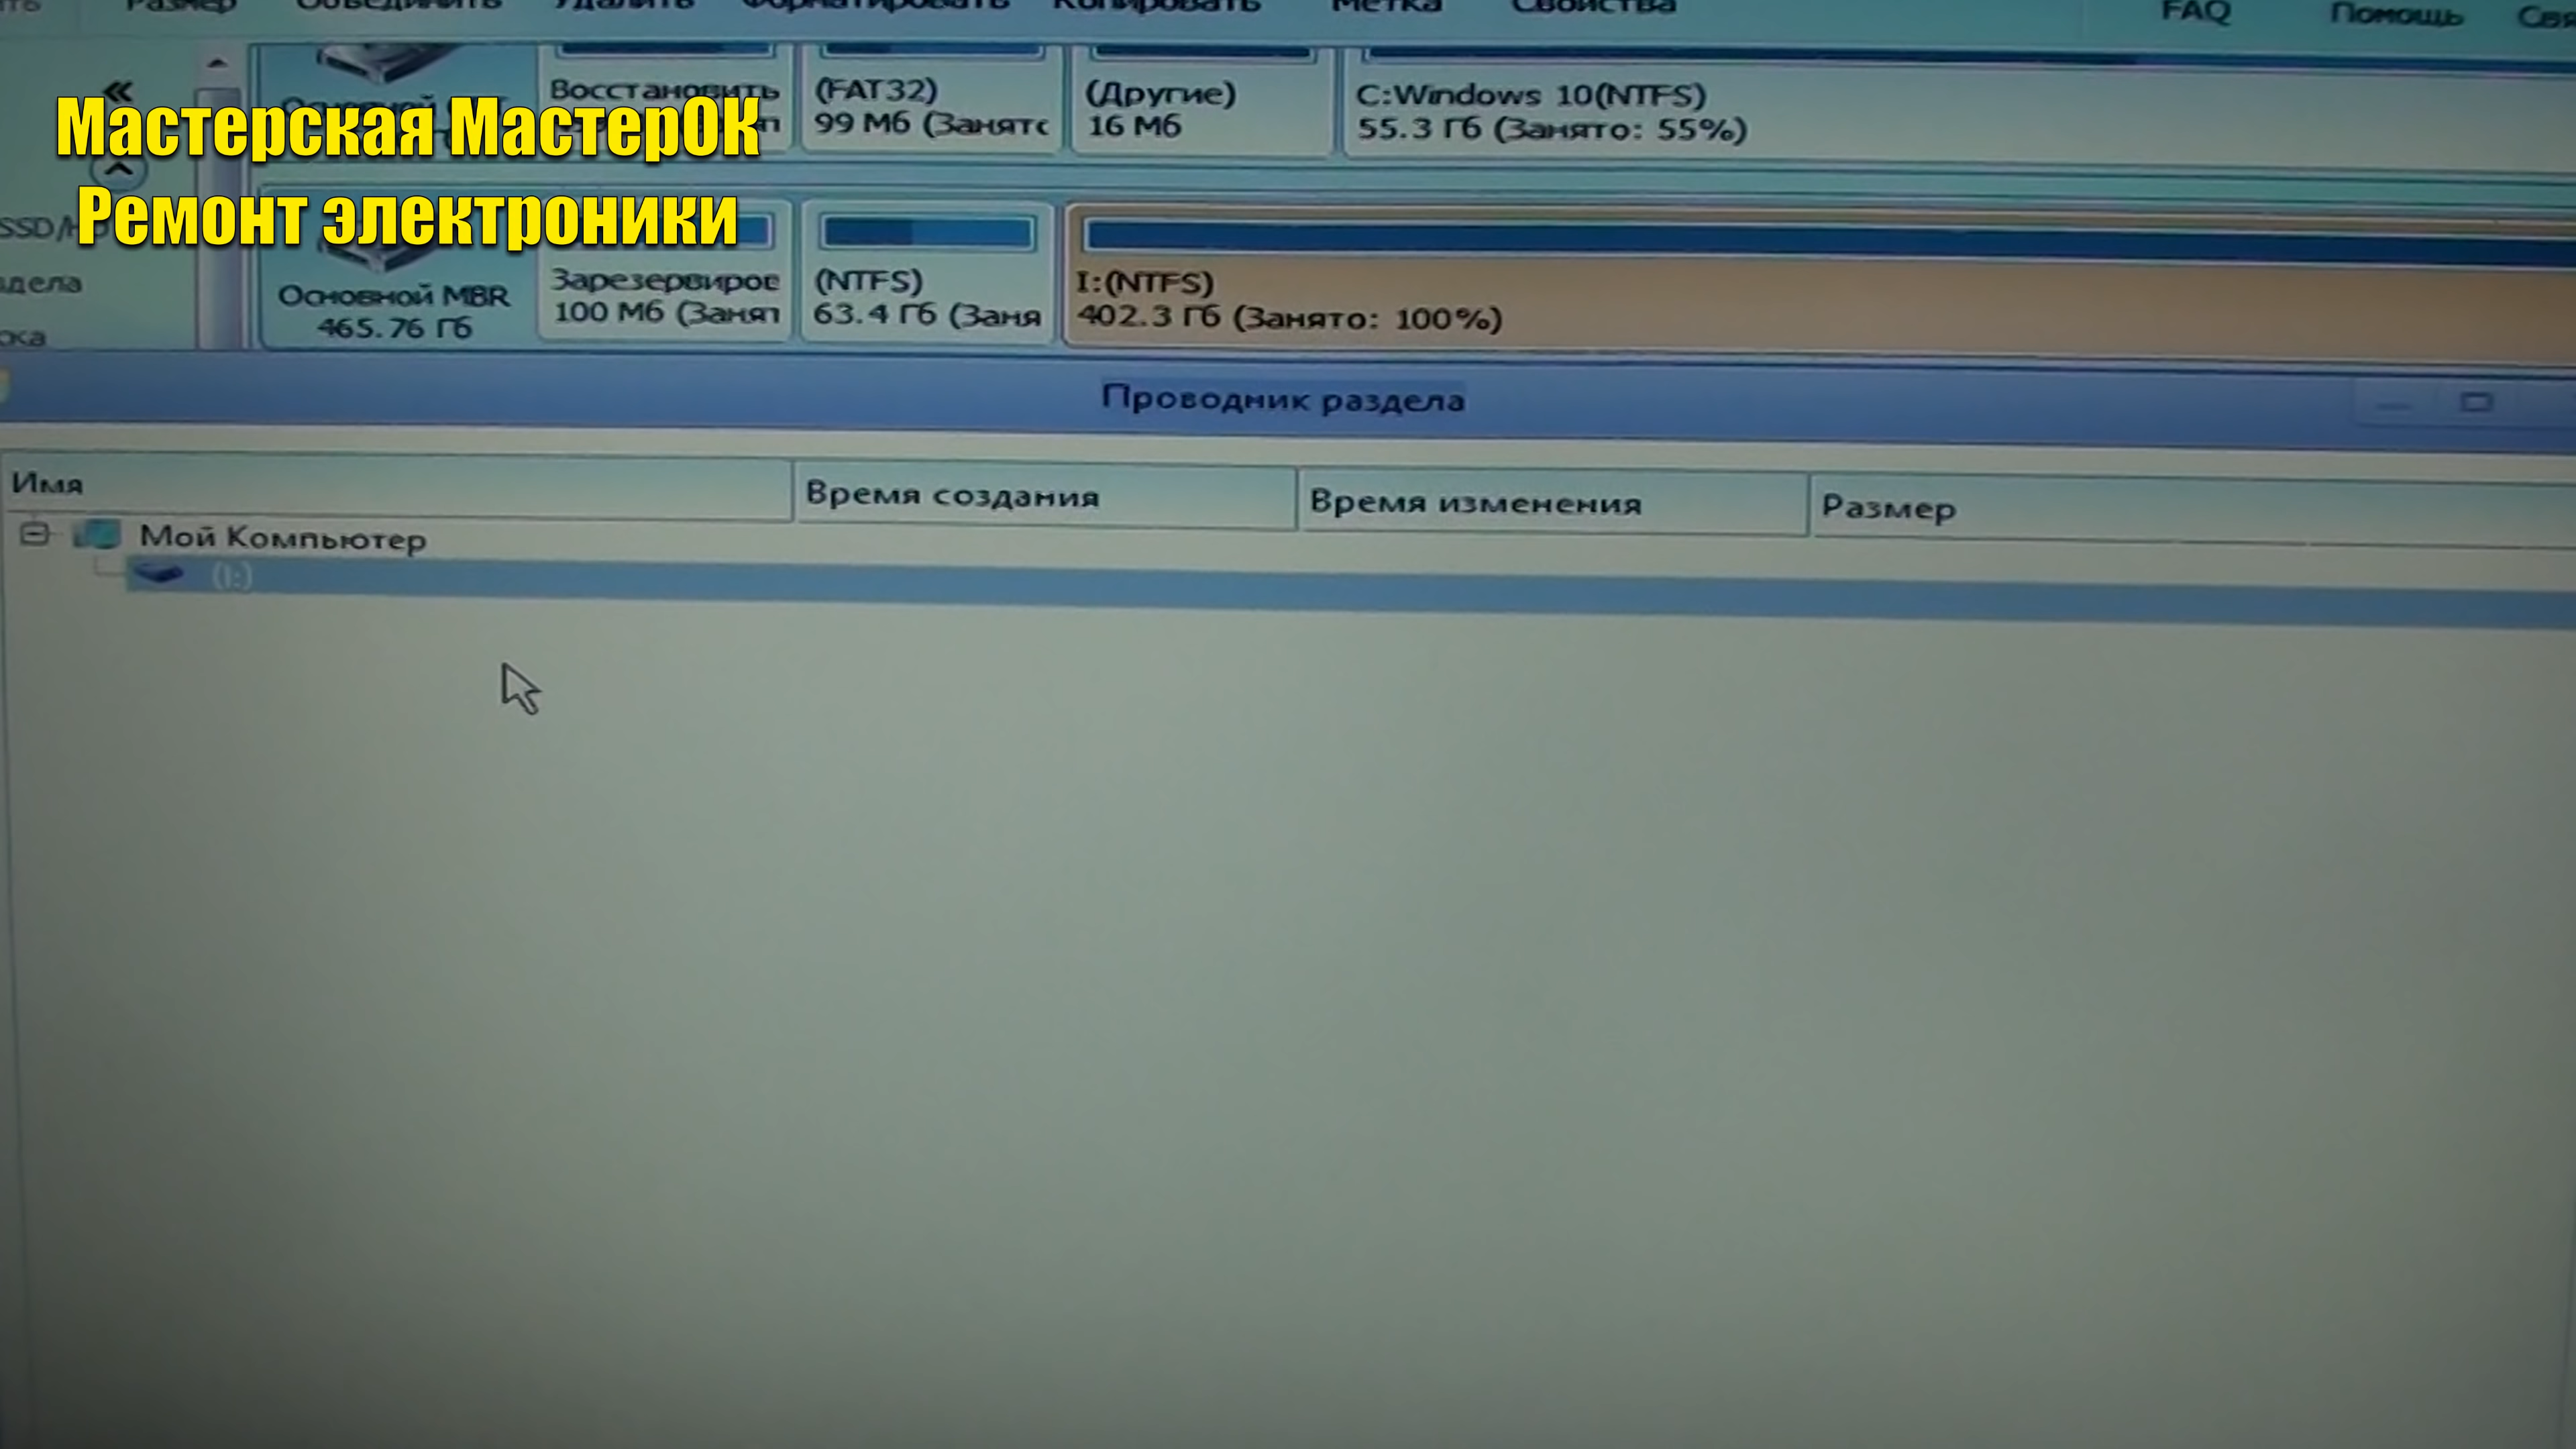 Размер Объединить Удалить Форматировать Копировать Метка Свойства FAQ Помощь
Мастерская МастерОК
Ремонт электроники
Восстановить
(FAT32)
99 Мб (Занято
(Другие)
16 Мб
C:Windows 10(NTFS)
55.3 Гб (Занято: 55%)
Основной MBR
465.76 Гб
Зарезервиров
100 Мб (Занят
(NTFS)
63.4 Гб (Заня
I:(NTFS)
402.3 Гб (Занято: 100%)
Проводник раздела
Имя
Время создания
Время изменения
Размер
Мой Компьютер
(I:)